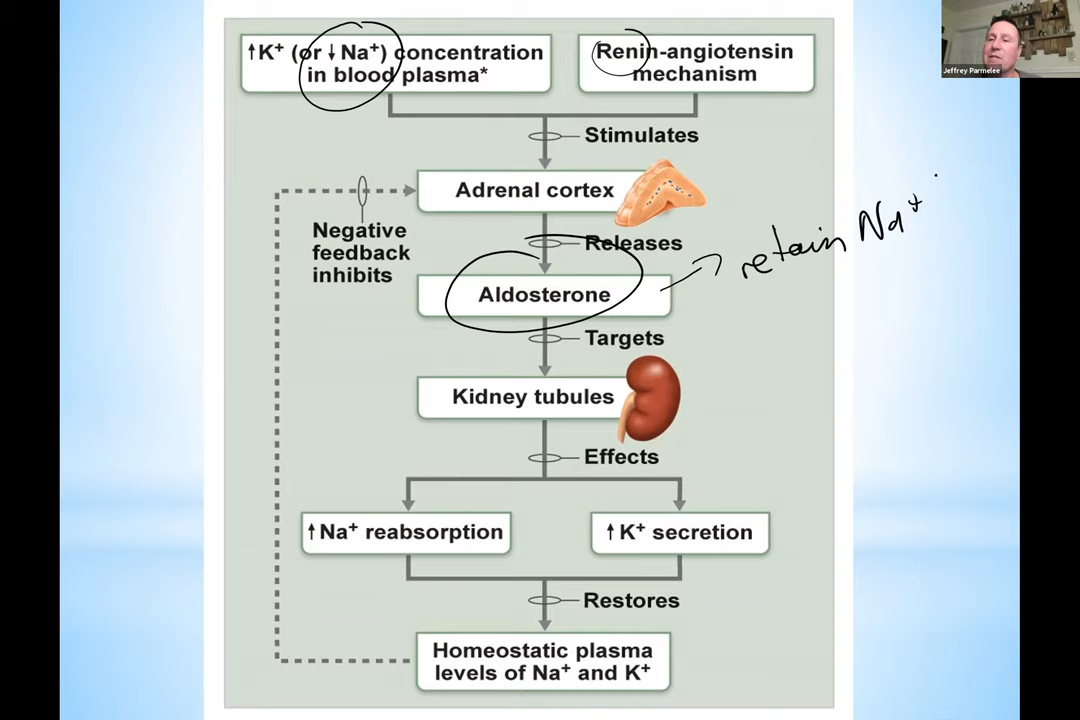 ↑K⁺ (or ↓Na⁺) concentration
in blood plasma*
Renin-angiotensin
mechanism
Jeffrey Parmelee
Stimulates
Adrenal cortex
Negative
feedback
inhibits
Releases
retain Na⁺
Aldosterone
Targets
Kidney tubules
Effects
↑Na⁺ reabsorption
↑K⁺ secretion
Restores
Homeostatic plasma
levels of Na⁺ and K⁺